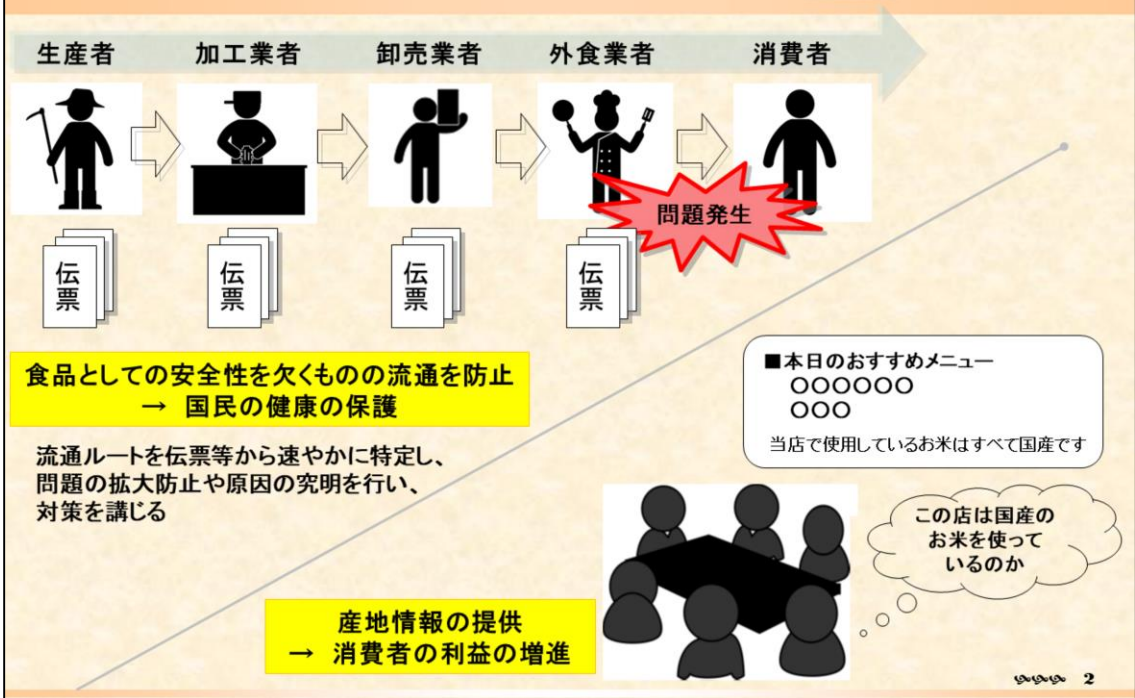 生産者
加工業者
卸売業者
外食業者
消費者
問題発生
伝票
伝票
伝票
伝票
食品としての安全性を欠くものの流通を防止
→ 国民の健康の保護
流通ルートを伝票等から速やかに特定し、
問題の拡大防止や原因の究明を行い、
対策を講じる
■本日のおすすめメニュー
○○○○○○
○○○
当店で使用しているお米はすべて国産です
この店は国産の
お米を使って
いるのか
産地情報の提供
→ 消費者の利益の増進
2